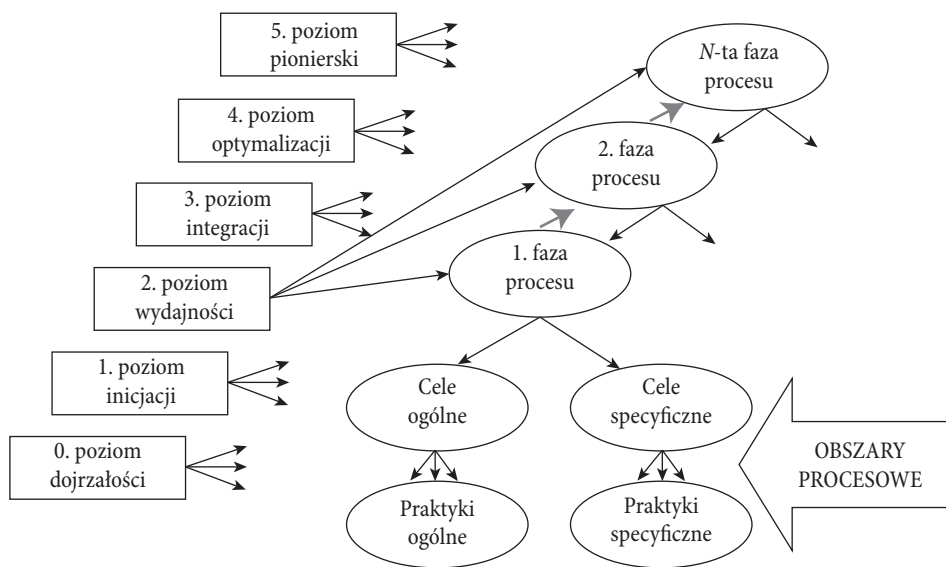 5. poziom
pionierski
4. poziom
optymalizacji
3. poziom
integracji
2. poziom
wydajności
1. poziom
inicjacji
0. poziom
dojrzałości
N-ta faza
procesu
2. faza
procesu
1. faza
procesu
Cele
ogólne
Cele
specyficzne
Praktyki
ogólne
Praktyki
specyficzne
OBSZARY
PROCESOWE